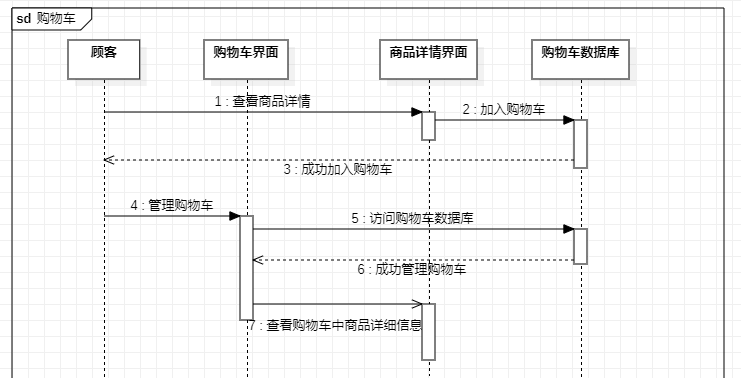 sd 购物车
顾客
购物车界面
商品详情界面
购物车数据库
1 : 查看商品详情
2 : 加入购物车
3 : 成功加入购物车
4 : 管理购物车
5 : 访问购物车数据库
6 : 成功管理购物车
7 : 查看购物车中商品详细信息